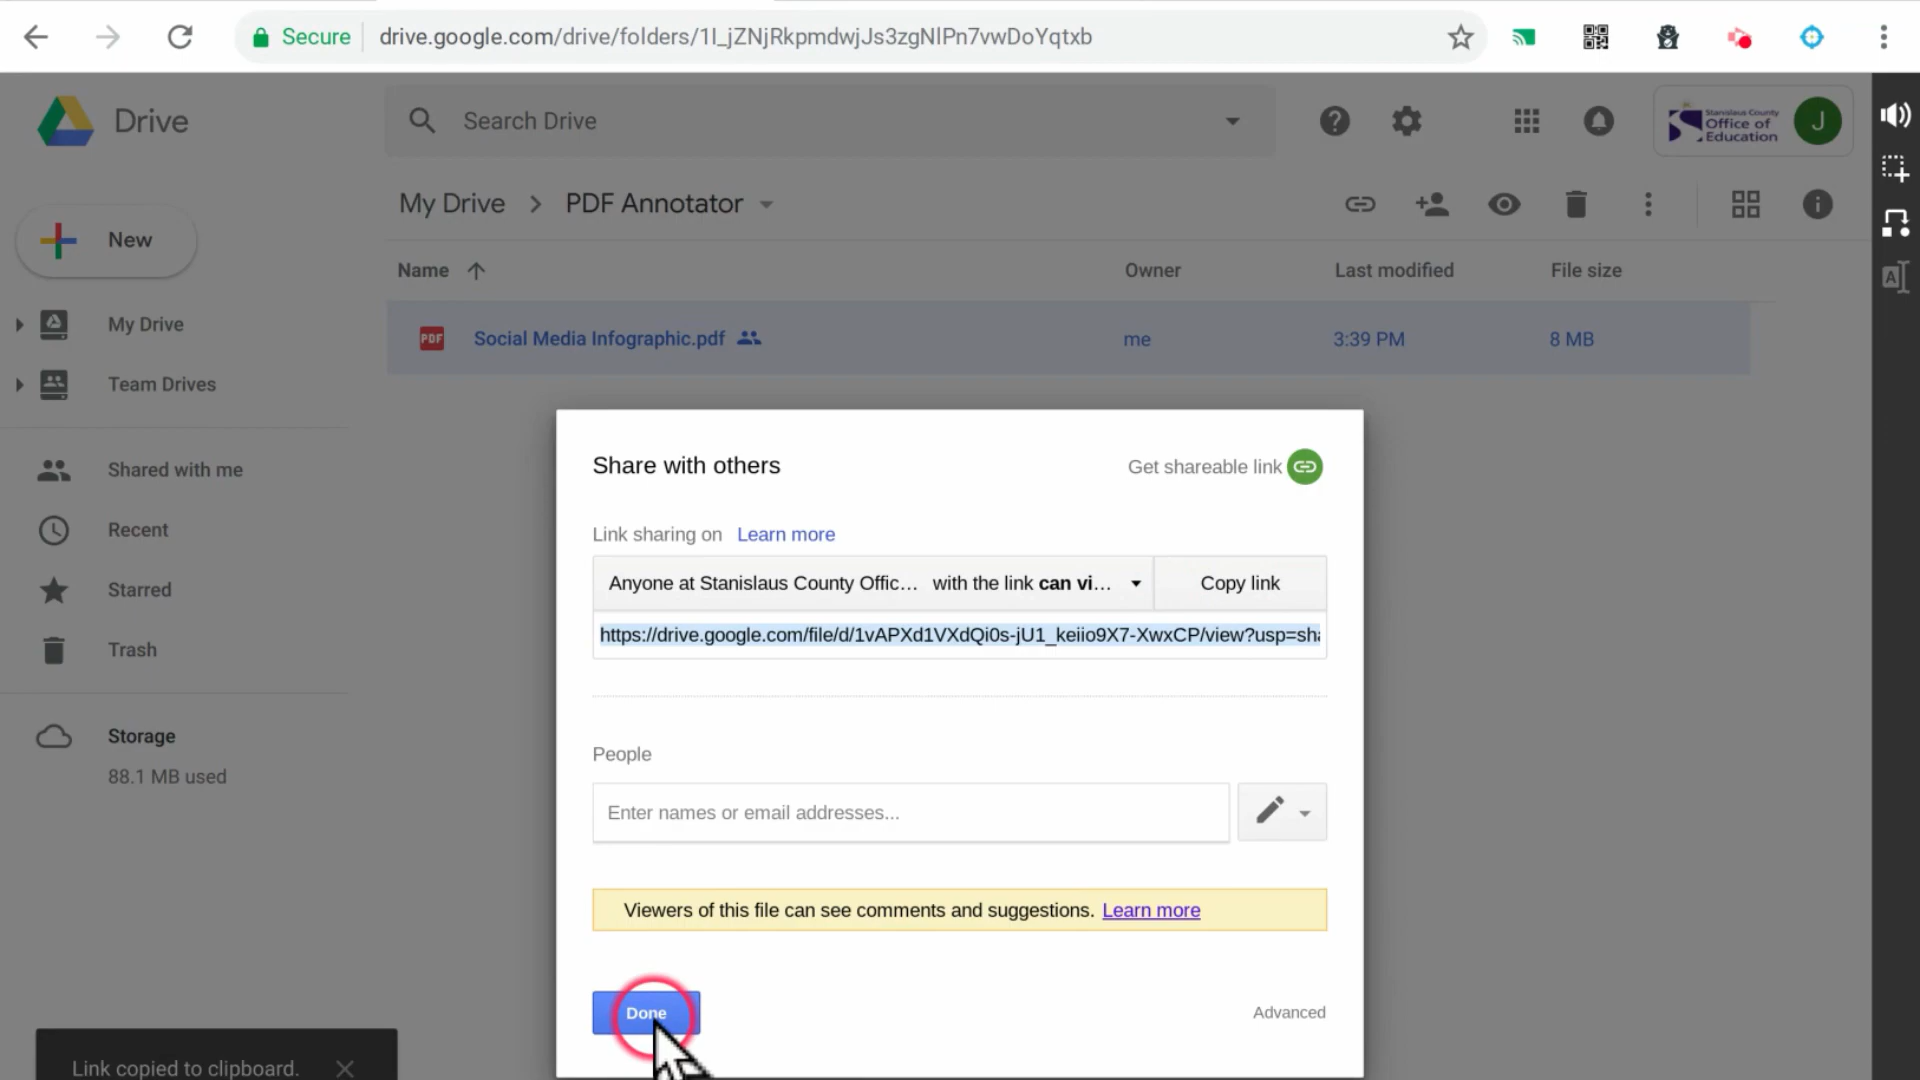 Secure drive.google.com/drive/folders/1I_jZNjRkpmdwjJs3zgNIPn7vwDoYqtxb
Drive
Search Drive
Stanislaus County
Office of
Education
J
My Drive > PDF Annotator
New
Name
Owner
Last modified
File size
PDF
Social Media Infographic.pdf
me
3:39 PM
8 MB
My Drive
Team Drives
Shared with me
Recent
Starred
Trash
Storage
88.1 MB used
Share with others
Get shareable link
Link sharing on Learn more
Anyone at Stanislaus County Offic... with the link can vi...
Copy link
https://drive.google.com/file/d/1vAPXd1VXdQi0s-jU1_keiio9X7-XwxCP/view?usp=sha
People
Enter names or email addresses...
Viewers of this file can see comments and suggestions. Learn more
Done
Advanced
Link copied to clipboard.
A